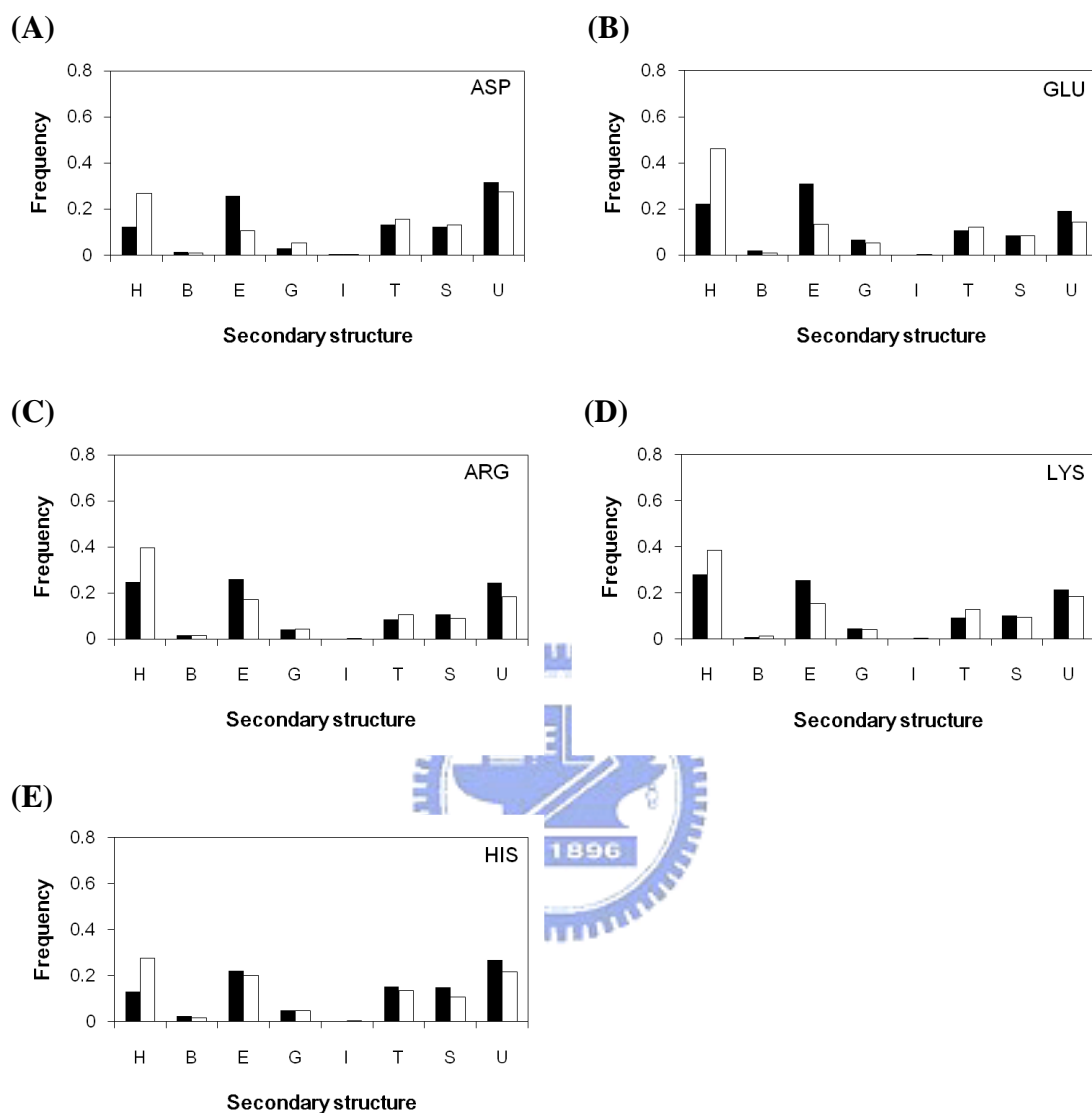 (A)
ASP
0.8
0.6
0.4
0.2
0
Frequency
H B E G I T S U
Secondary structure
(B)
GLU
0.8
0.6
0.4
0.2
0
Frequency
H B E G I T S U
Secondary structure
(C)
ARG
0.8
0.6
0.4
0.2
0
Frequency
H B E G I T S U
Secondary structure
(D)
LYS
0.8
0.6
0.4
0.2
0
Frequency
H B E G I T S U
Secondary structure
(E)
HIS
0.8
0.6
0.4
0.2
0
Frequency
H B E G I T S U
Secondary structure
1896